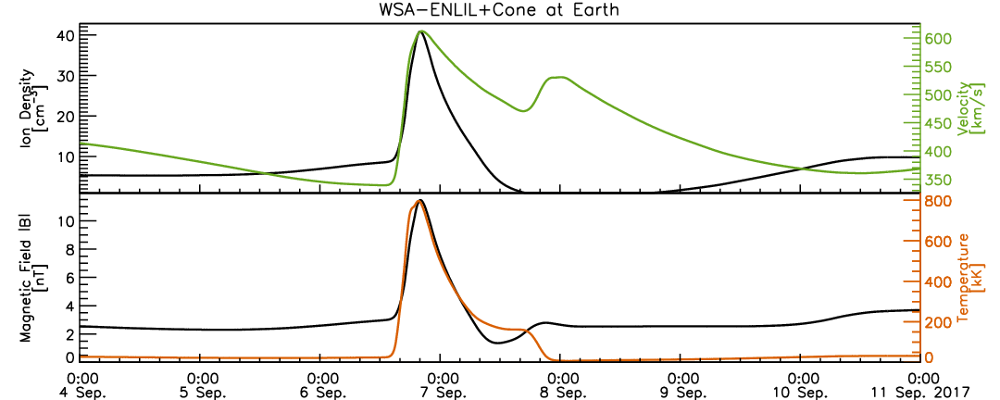 WSA-ENLIL+Cone at Earth
Ion Density
[cm⁻³]
40
30
20
10
600
550
500
450
400
350
Velocity
[km/s]
Magnetic Field |B|
[nT]
10
8
6
4
2
0
800
600
400
200
0
Temperature
[kK]
0:00 0:00 0:00 0:00 0:00 0:00 0:00 0:00
4 Sep. 5 Sep. 6 Sep. 7 Sep. 8 Sep. 9 Sep. 10 Sep. 11 Sep. 2017